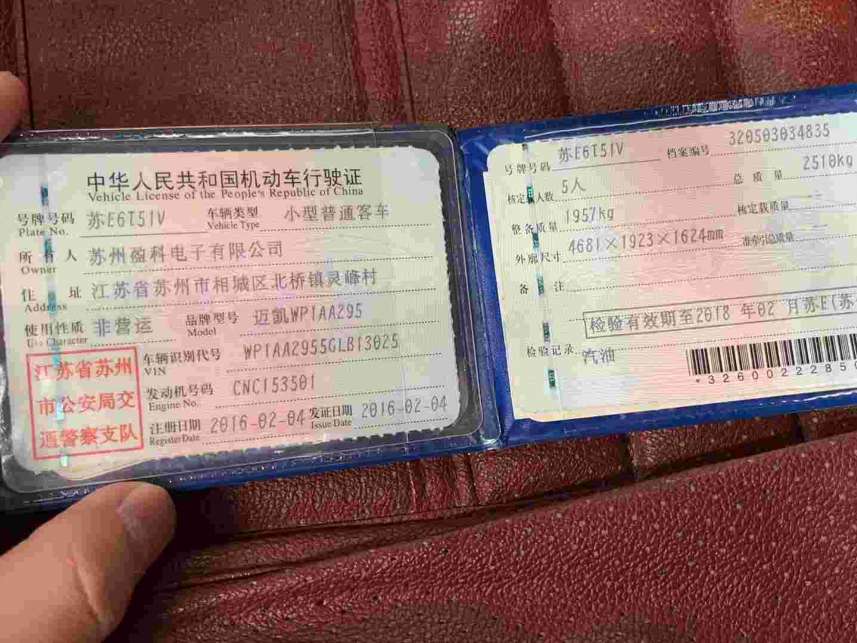 中华人民共和国机动车行驶证
Vehicle License of the People's Republic of China
号牌号码 苏E6T51V 车辆类型 小型普通客车
Plate No. Vehicle Type
所有人 苏州盈科电子有限公司
Owner
住址 江苏省苏州市相城区北桥镇灵峰村
Address
使用性质 非营运 品牌型号 迈凯WP1AA295
Use Character Model
江苏省苏州
市公安局交
通警察支队
车辆识别代号 WP1AA2955GLB13025
VIN
发动机号码 CNC153501
Engine No.
注册日期 2016-02-04 发证日期 2016-02-04
Register Date Issue Date
号牌号码 苏E6T51V 档案编号 320503034835
核定载人数 5人 总质量 2510kg
整备质量 1957kg 核定载质量 --
外廓尺寸 4681×1923×1624mm 准牵引总质量 --
备注
检验有效期至2018年02月苏E(苏
检验记录 汽油